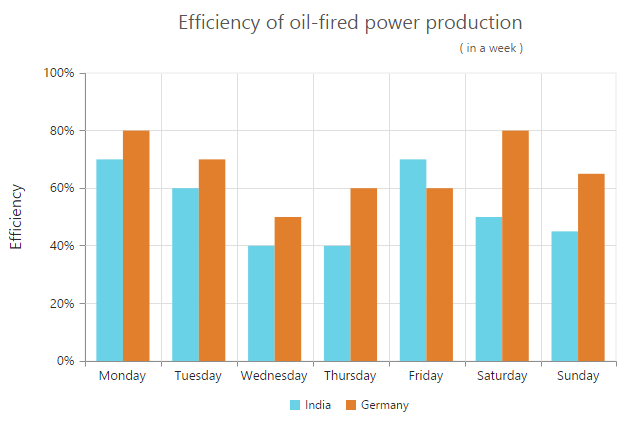 Efficiency of oil-fired power production
( in a week )
100%
80%
60%
40%
20%
0%
Efficiency
Monday Tuesday Wednesday Thursday Friday Saturday Sunday
India Germany